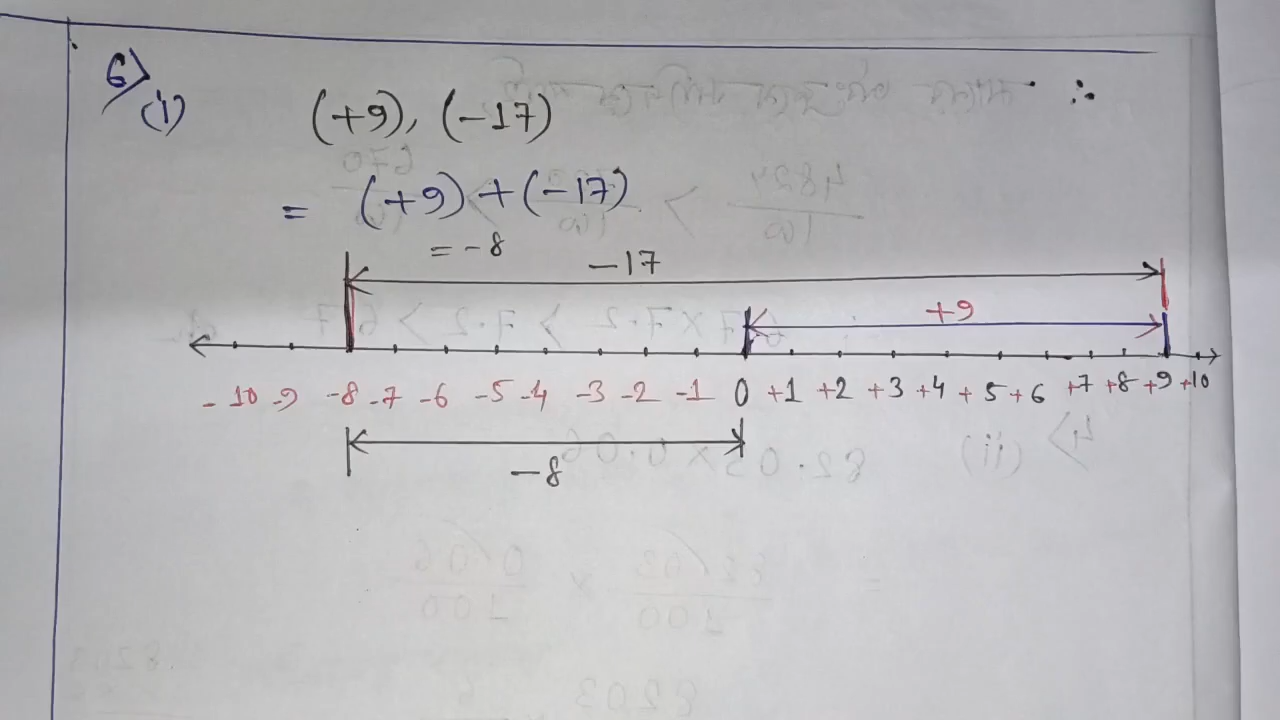 6>
(i) (+9), (-17)
= (+9) + (-17)
= -8
-17
+9
-10 -9 -8 -7 -6 -5 -4 -3 -2 -1 0 +1 +2 +3 +4 +5 +6 +7 +8 +9 +10
-8